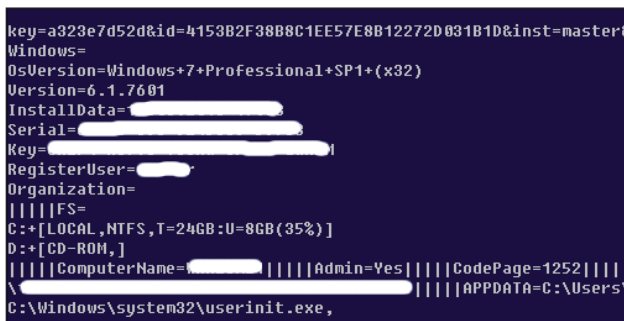 key=a323e7d52d&id=4153B2F38B8C1EE57E8B12272D031B1D&inst=master&
Windows=
OsVersion=Windows+7+Professional+SP1+(x32)
Version=6.1.7601
InstallData=
Serial=
Key=
RegisterUser=
Organization=
|||||FS=
C:+[LOCAL,NTFS,T=24GB:U=8GB(35%)]
D:+[CD-ROM,]
|||||ComputerName= |||||Admin=Yes|||||CodePage=1252||||
\ |||||APPDATA=C:\Users\
C:\Windows\system32\userinit.exe,